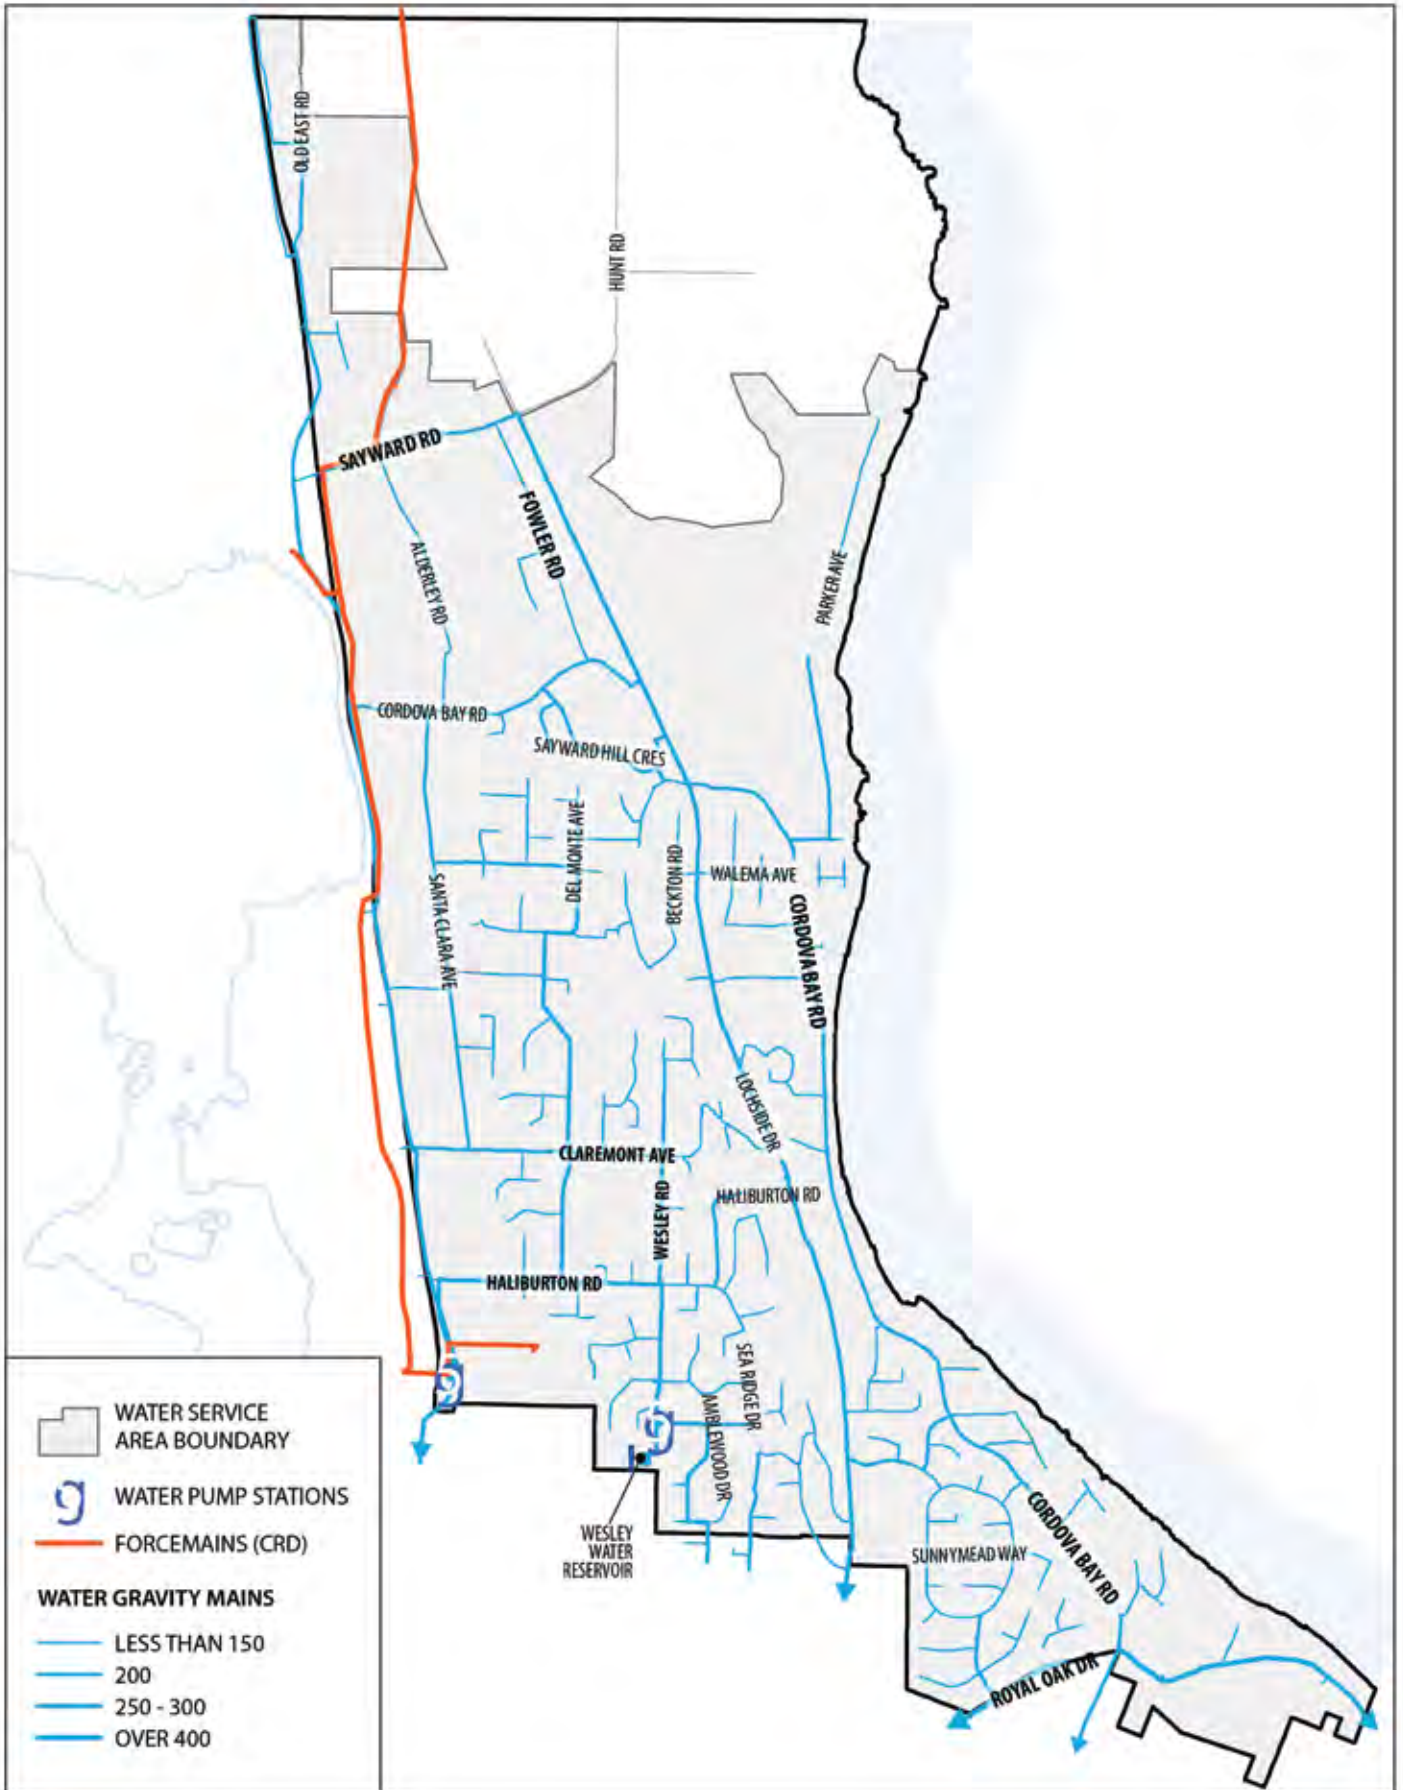 OLD EAST RD
HUNT RD
SAYWARD RD
FOWLER RD
ALDERLEY RD
PARKER AVE
CORDOVA BAY RD
SAYWARD HILL CRES
DEL MONTE AVE
BECKTON RD
WALEMA AVE
SANTA CLARA AVE
CORDOVA BAY RD
LOCHSIDE DR
CLAREMONT AVE
WESLEY RD
HALIBURTON RD
HALIBURTON RD
SEA RIDGE DR
AMBLEWOOD DR
WESLEY
WATER
RESERVOIR
CORDOVA BAY RD
SUNNYMEAD WAY
ROYAL OAK DR
WATER SERVICE
AREA BOUNDARY
WATER PUMP STATIONS
FORCEMAINS (CRD)
WATER GRAVITY MAINS
LESS THAN 150
200
250 - 300
OVER 400